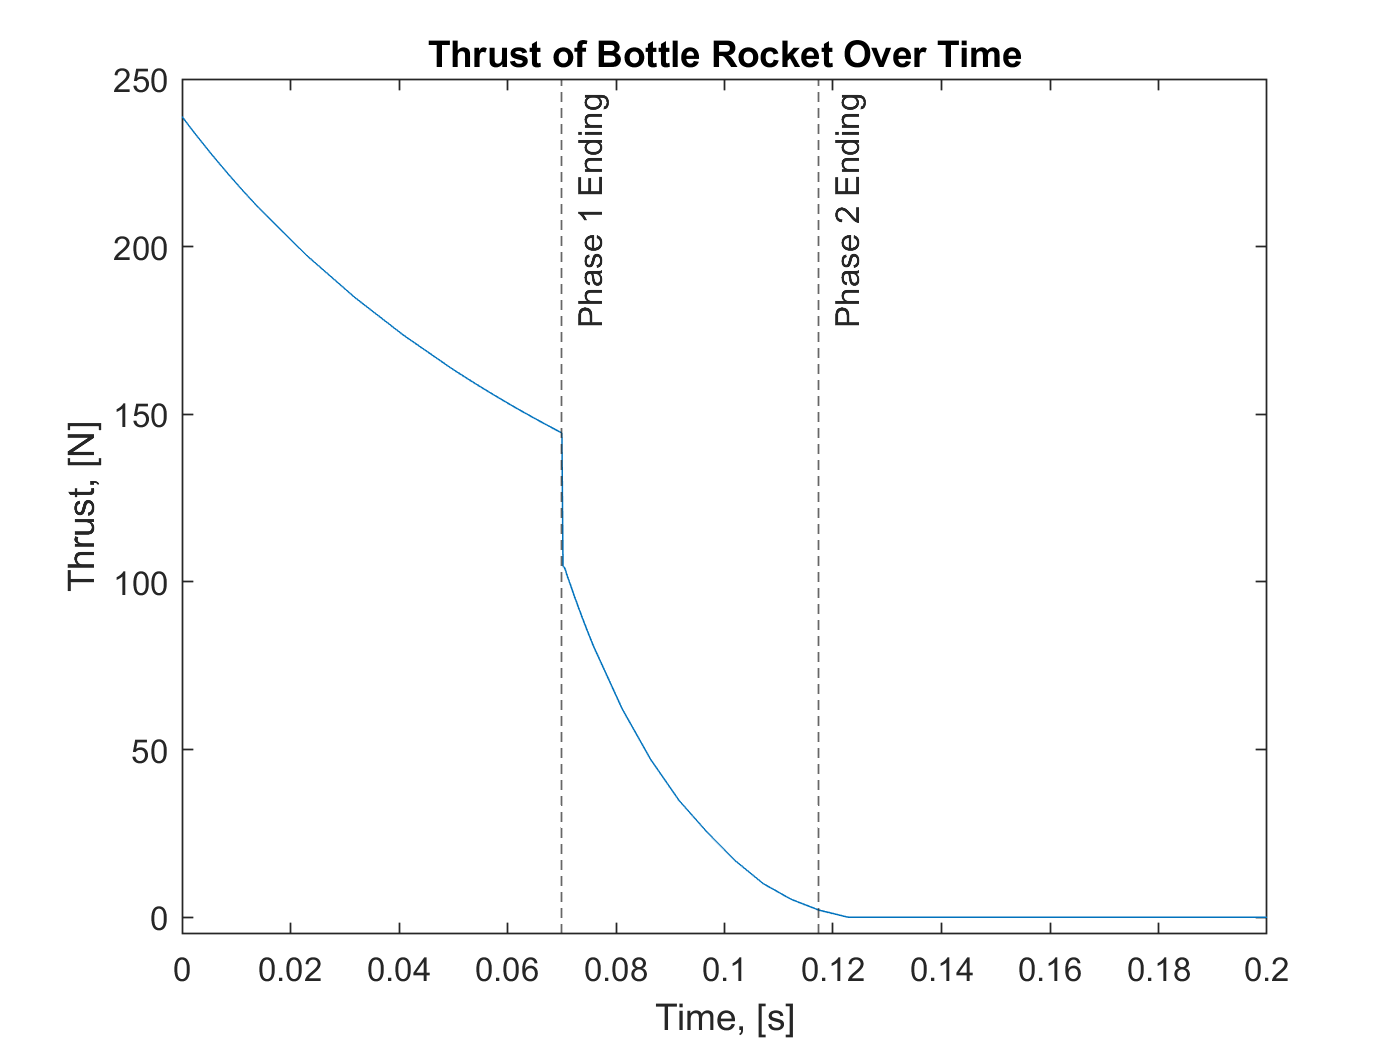 Thrust of Bottle Rocket Over Time
250
200
150
100
50
0
Thrust, [N]
Phase 1 Ending
Phase 2 Ending
0 0.02 0.04 0.06 0.08 0.1 0.12 0.14 0.16 0.18 0.2
Time, [s]